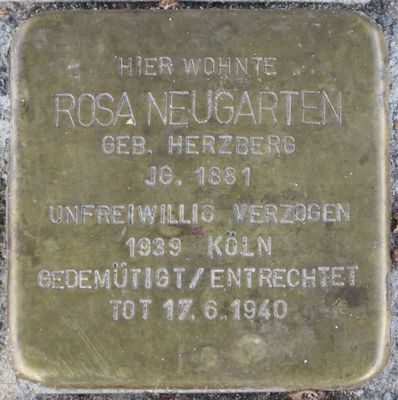 HIER WOHNTE
ROSA NEUGARTEN
GEB. HERZBERG
JG. 1881
UNFREIWILLIG VERZOGEN
1939 KÖLN
GEDEMÜTIGT/ENTRECHTET
TOT 17.6.1940